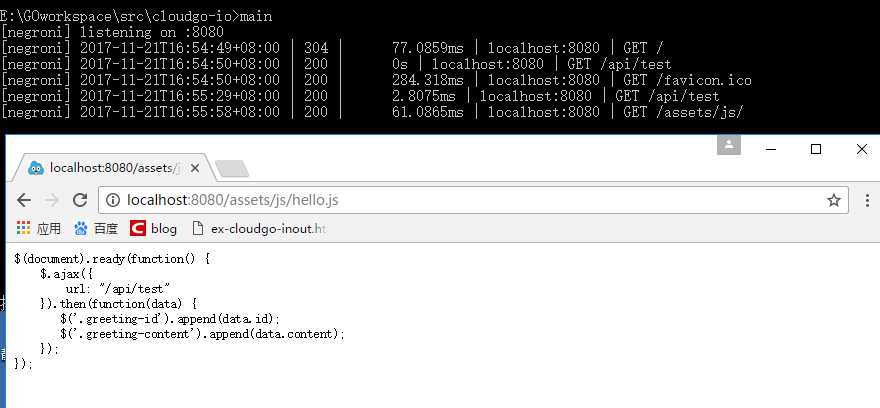 E:\GOworkspace\src\cloudgo-io>main
[negroni] listening on :8080
[negroni] 2017-11-21T16:54:49+08:00 | 304 | 77.0859ms | localhost:8080 | GET /
[negroni] 2017-11-21T16:54:50+08:00 | 200 | 0s | localhost:8080 | GET /api/test
[negroni] 2017-11-21T16:54:50+08:00 | 200 | 284.318ms | localhost:8080 | GET /favicon.ico
[negroni] 2017-11-21T16:55:29+08:00 | 200 | 2.8075ms | localhost:8080 | GET /api/test
[negroni] 2017-11-21T16:55:58+08:00 | 200 | 61.0865ms | localhost:8080 | GET /assets/js/
localhost:8080/assets/j
localhost:8080/assets/js/hello.js
应用 百度 C blog ex-cloudgo-inout.ht
$(document).ready(function() {
    $.ajax({
        url: "/api/test"
    }).then(function(data) {
       $('.greeting-id').append(data.id);
       $('.greeting-content').append(data.content);
    });
});